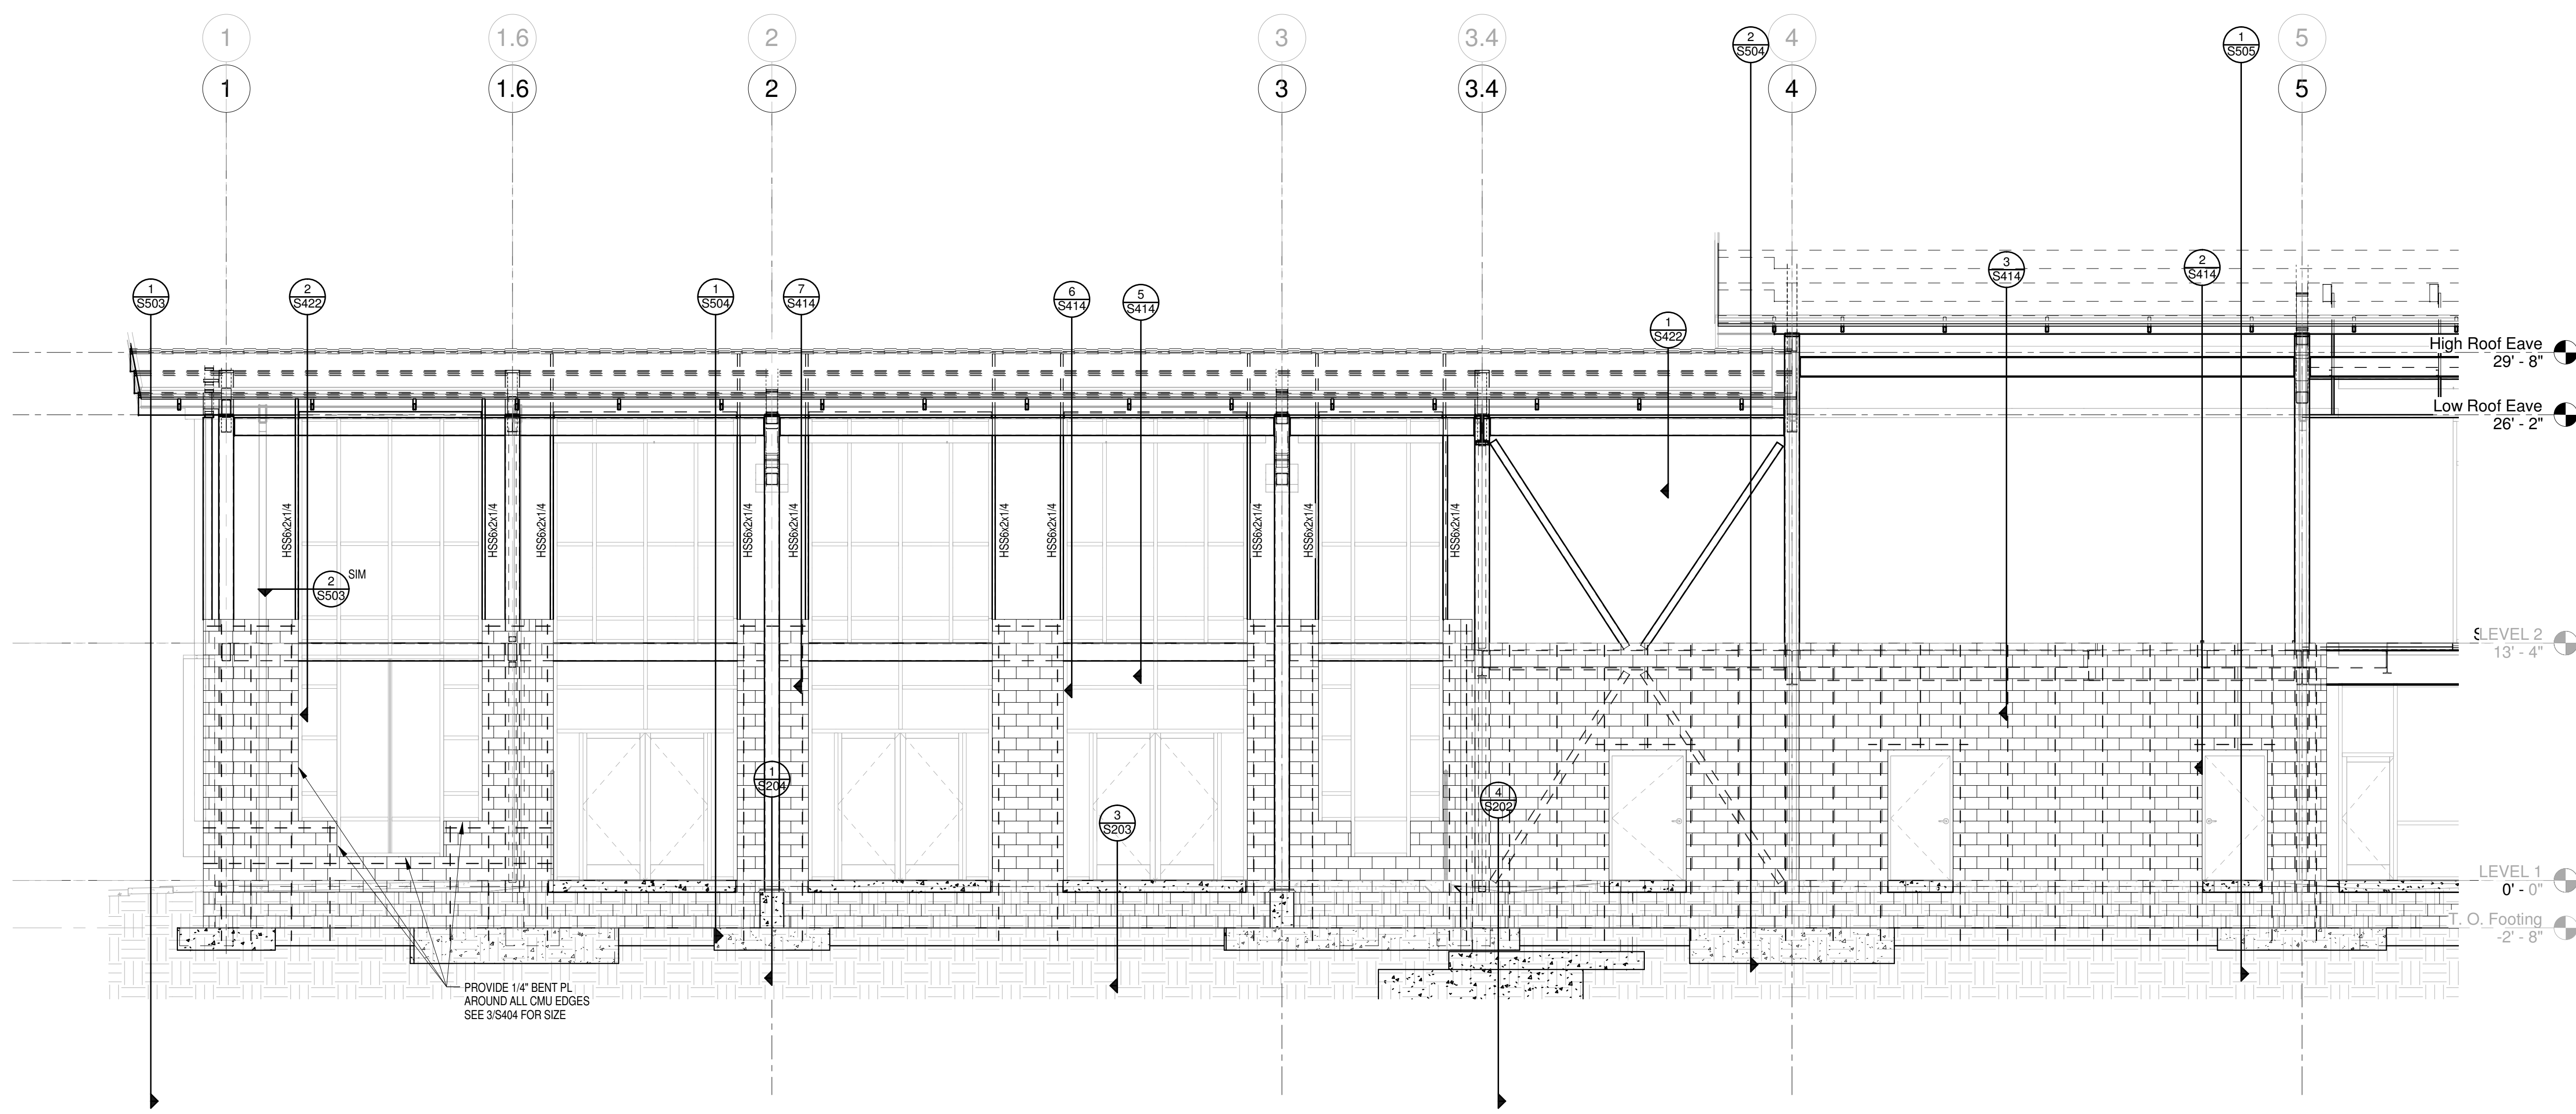 1
1.6
2
3
3.4
4
5
1
1.6
2
3
3.4
4
5
2
S504
1
S505
1
S503
2
S422
1
S504
7
S414
6
S414
5
S414
1
S422
3
S414
2
S414
High Roof Eave
29' - 8"
Low Roof Eave
26' - 2"
HSS6x2x1/4
HSS6x2x1/4
HSS6x2x1/4
HSS6x2x1/4
HSS6x2x1/4
HSS6x2x1/4
HSS6x2x1/4
HSS6x2x1/4
HSS6x2x1/4
HSS6x2x1/4
2
S503
SIM
LEVEL 2
13' - 4"
1
S204
3
S203
4
S202
LEVEL 1
0' - 0"
T. O. Footing
-2' - 8"
PROVIDE 1/4" BENT PL
AROUND ALL CMU EDGES
SEE 3/S404 FOR SIZE